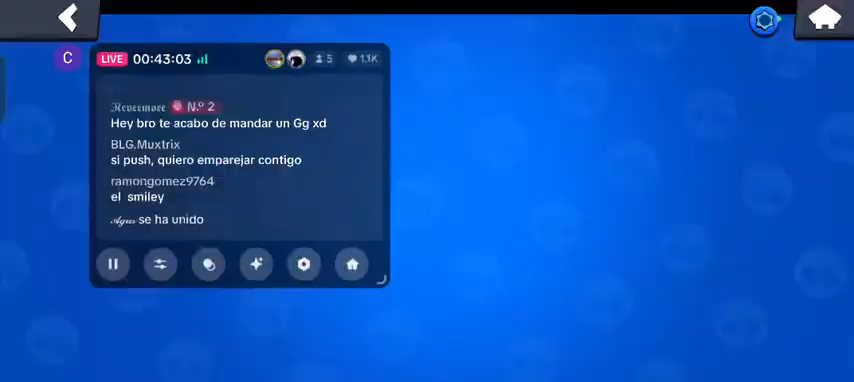 C
LIVE 00:43:03 5 1.1K
Nevermore N.º 2
Hey bro te acabo de mandar un Gg xd
BLG.Muxtrix
si push, quiero emparejar contigo
ramongomez9764
el smiley
Agus se ha unido